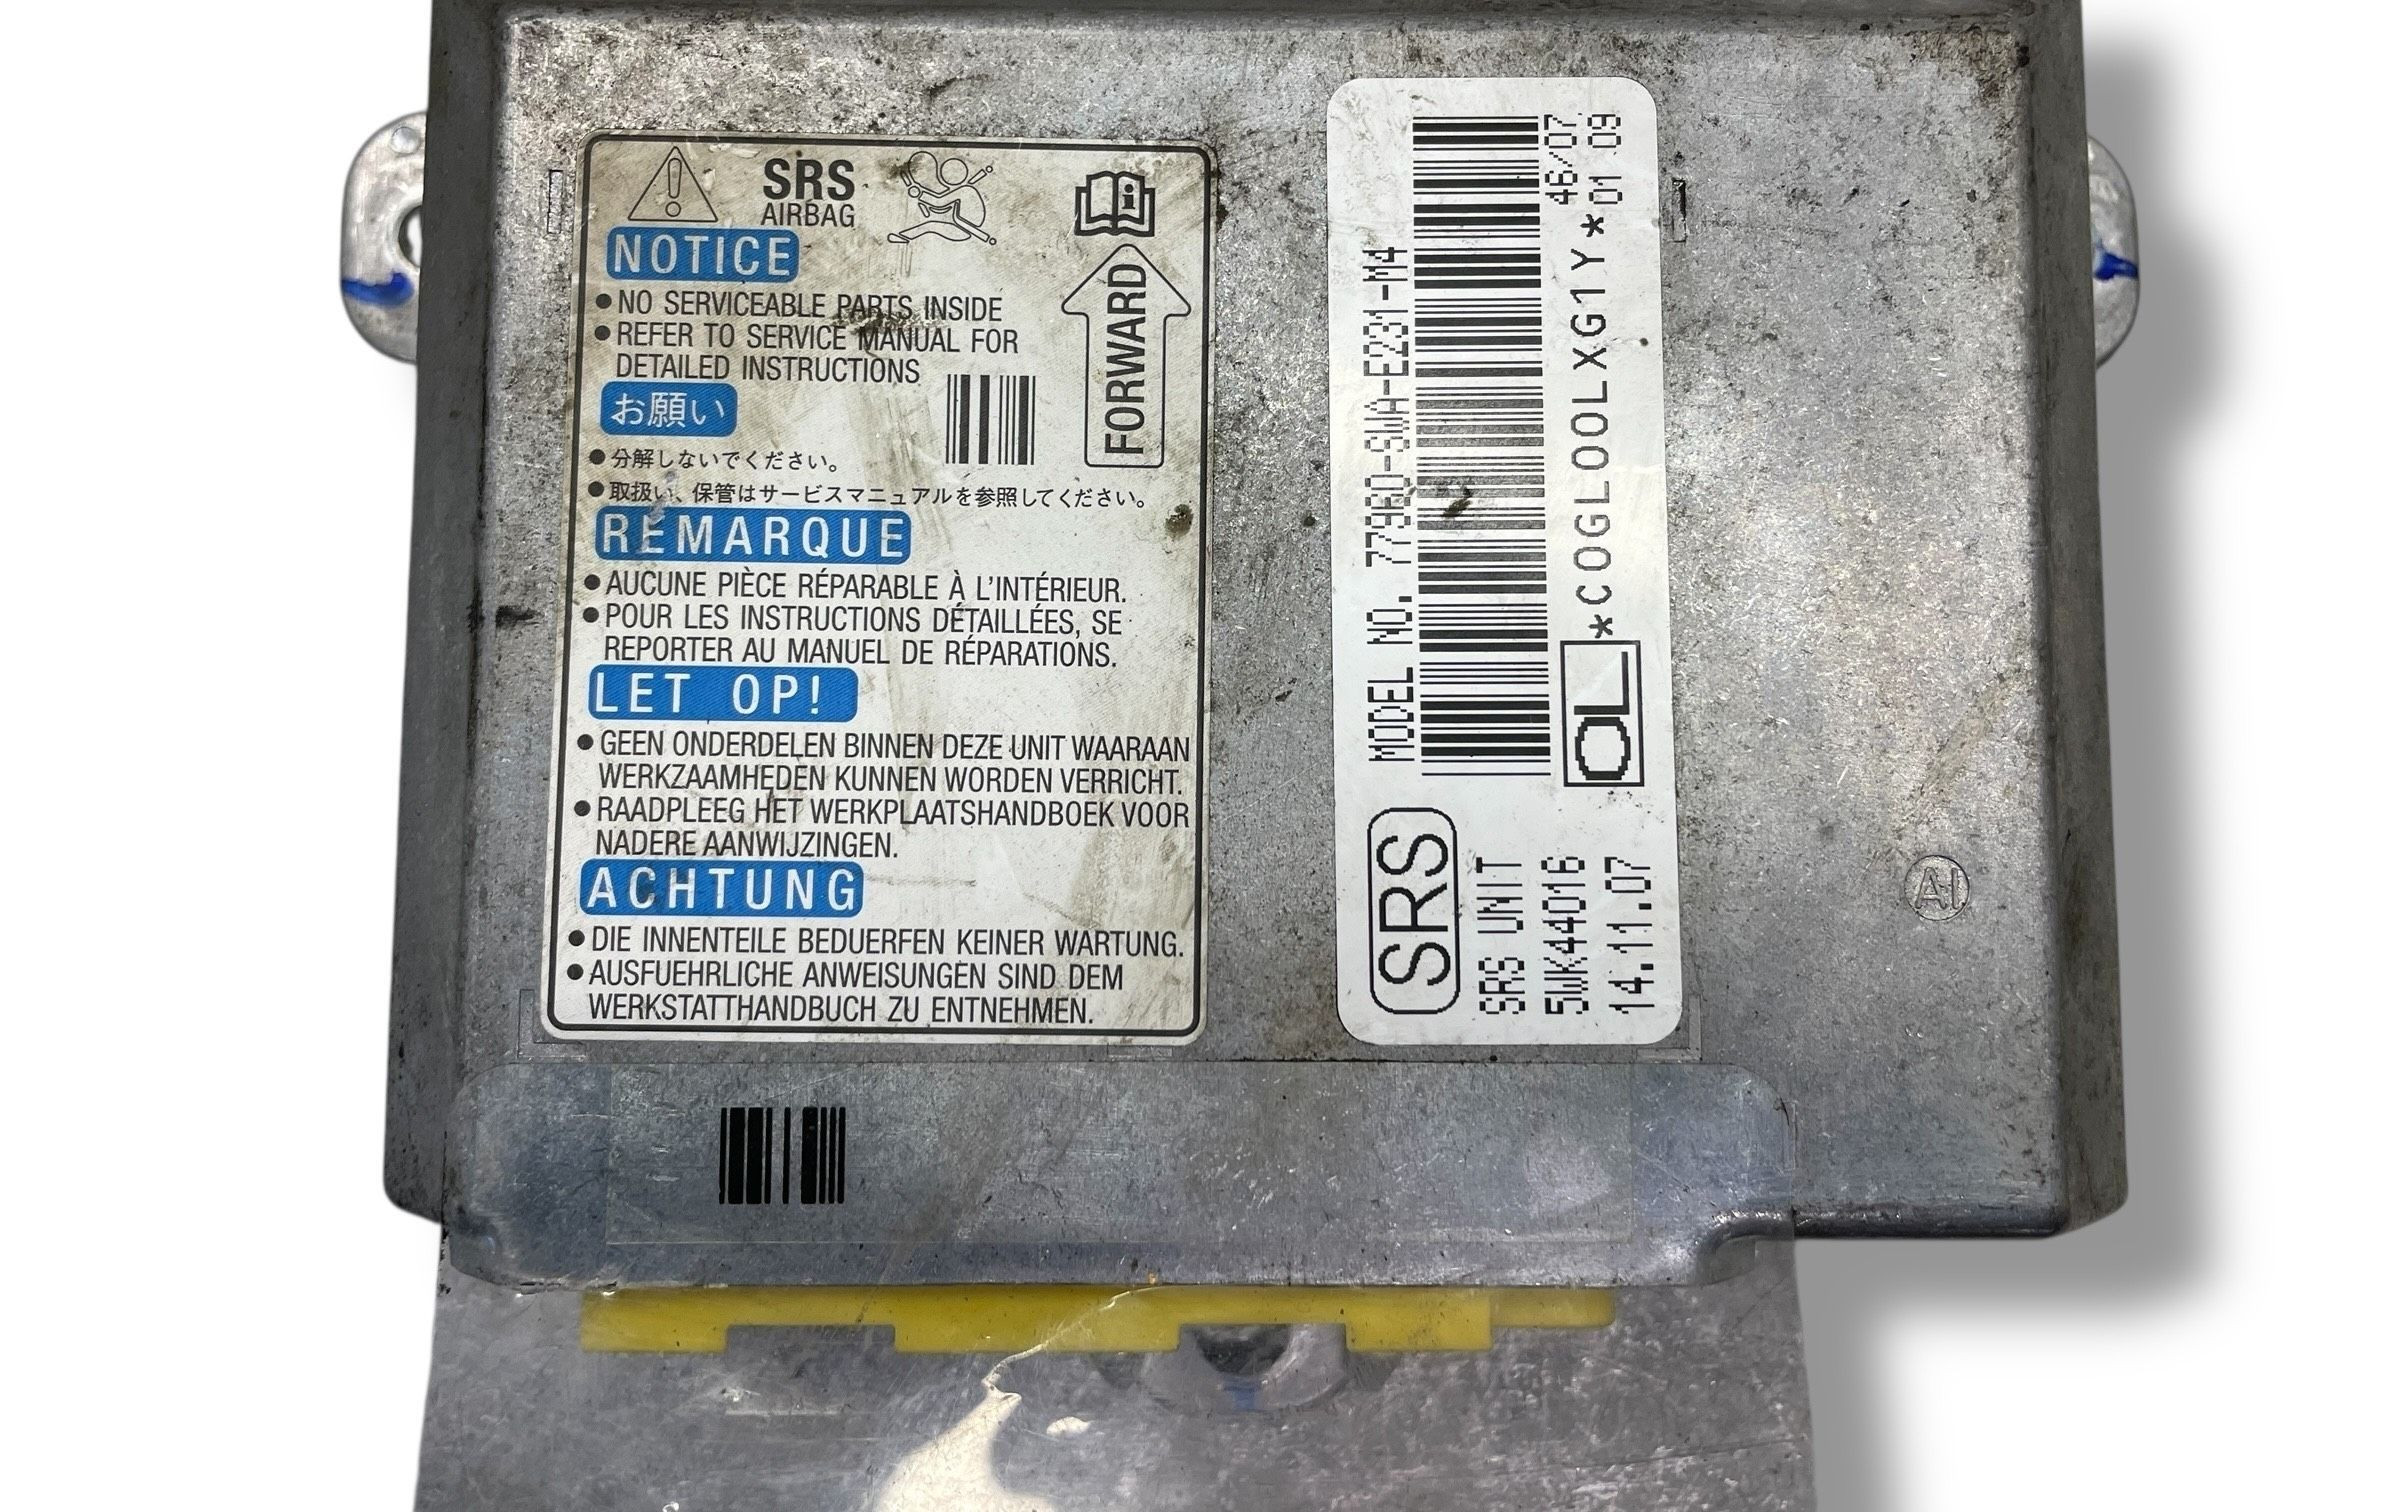 SRS
AIRBAG
NOTICE
●NO SERVICEABLE PARTS INSIDE
●REFER TO SERVICE MANUAL FOR
DETAILED INSTRUCTIONS
FORWARD
お願い
●分解しないでください。
●取扱い、保管はサービスマニュアルを参照してください。
REMARQUE
●AUCUNE PIÈCE RÉPARABLE À L'INTÉRIEUR.
●POUR LES INSTRUCTIONS DÉTAILLÉES, SE
REPORTER AU MANUEL DE RÉPARATIONS.
LET OP!
●GEEN ONDERDELEN BINNEN DEZE UNIT WAARAAN
WERKZAAMHEDEN KUNNEN WORDEN VERRICHT.
●RAADPLEEG HET WERKPLAATSHANDBOEK VOOR
NADERE AANWIJZINGEN.
ACHTUNG
●DIE INNENTEILE BEDUERFEN KEINER WARTUNG.
●AUSFUEHRLICHE ANWEISUNGEN SIND DEM
WERKSTATTHANDBUCH ZU ENTNEHMEN.
MODEL NO. 77960-SWA-E231-M4
46/07
OL *COGL00LXG1Y*01 09
SRS
SRS UNIT
5WK44016
14.11.07
Al